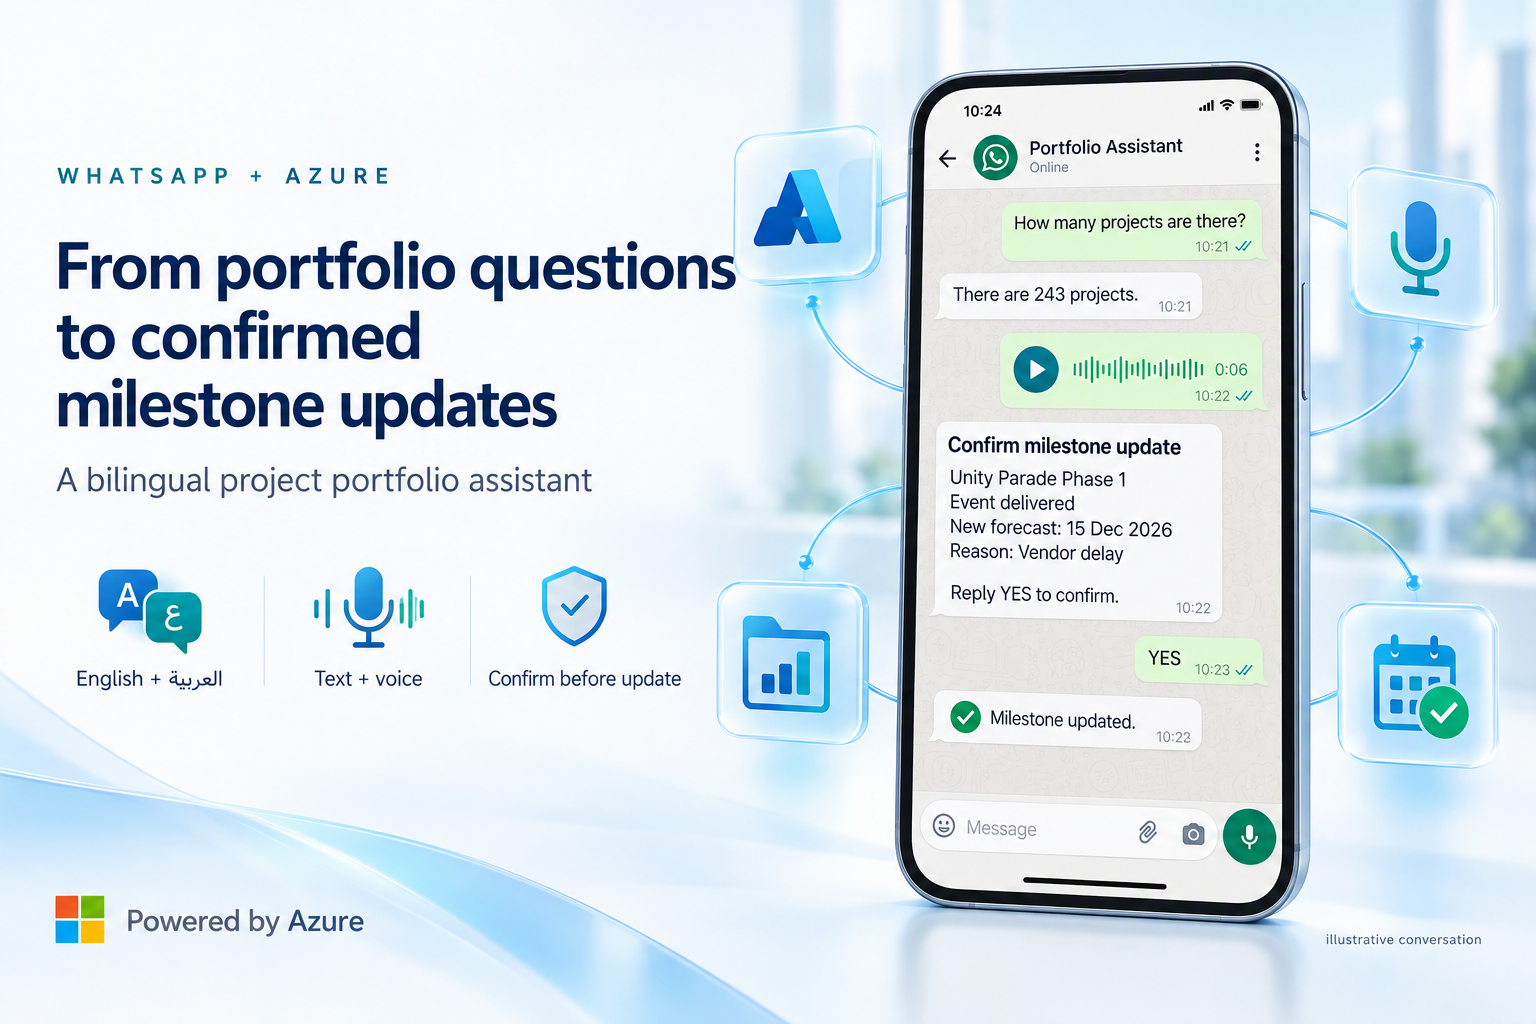 WHATSAPP + AZURE
From portfolio questions
to confirmed
milestone updates
A bilingual project portfolio assistant
A
ع
English + العربية
Text + voice
Confirm before update
Powered by Azure
10:24
Portfolio Assistant
Online
How many projects are there?
10:21
There are 243 projects.
10:21
0:06
10:22
Confirm milestone update
Unity Parade Phase 1
Event delivered
New forecast: 15 Dec 2026
Reason: Vendor delay
Reply YES to confirm.
10:22
YES
10:23
Milestone updated.
10:23
Message
illustrative conversation